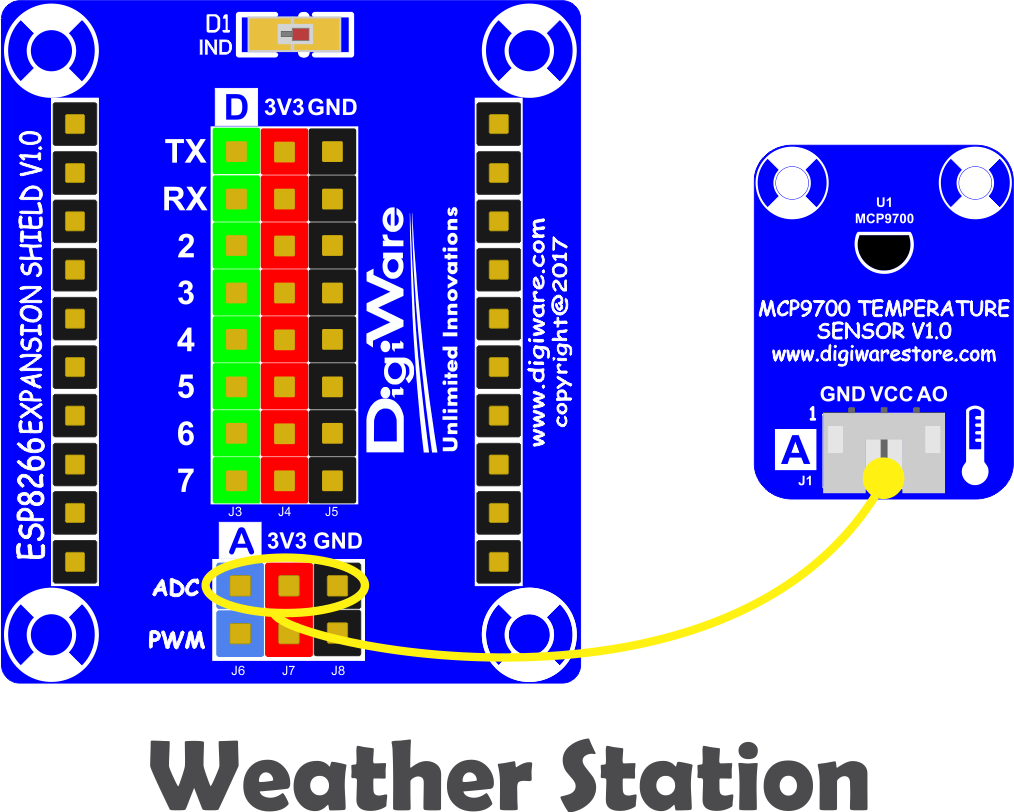 D1
IND
D 3V3 GND
TX
RX
2
3
4
5
6
7
J3 J4 J5
A 3V3 GND
ADC
PWM
J6 J7 J8
ESP8266 EXPANSION SHIELD V1.0
DigiWare
Unlimited Innovations
www.digiware.com
copyright@2017
U1
MCP9700
MCP9700 TEMPERATURE
SENSOR V1.0
www.digiwarestore.com
GND VCC AO
1
A
J1
Weather Station